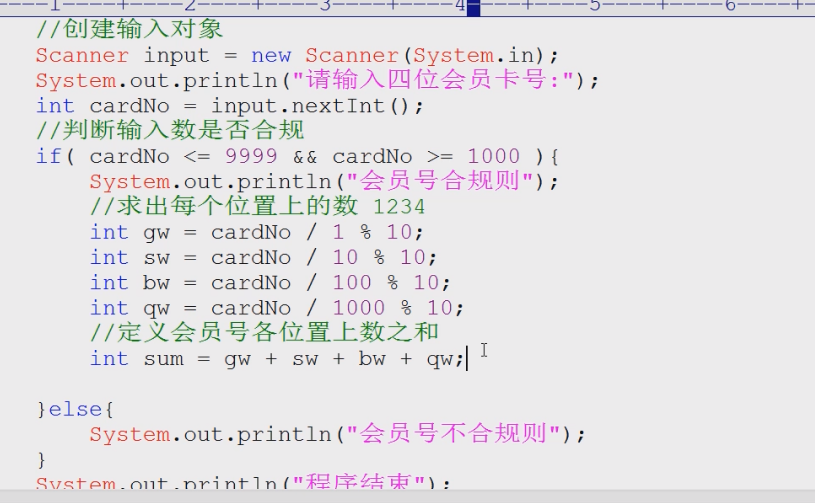 ----1----+----2----+----3----+----4----+----5----+----6----+
//创建输入对象
Scanner input = new Scanner(System.in);
System.out.println("请输入四位会员卡号:");
int cardNo = input.nextInt();
//判断输入数是否合规
if( cardNo <= 9999 && cardNo >= 1000 ){
System.out.println("会员号合规则");
//求出每个位置上的数 1234
int gw = cardNo / 1 % 10;
int sw = cardNo / 10 % 10;
int bw = cardNo / 100 % 10;
int qw = cardNo / 1000 % 10;
//定义会员号各位置上数之和
int sum = gw + sw + bw + qw;
}else{
System.out.println("会员号不合规则");
}
System.out.println("程序结束");